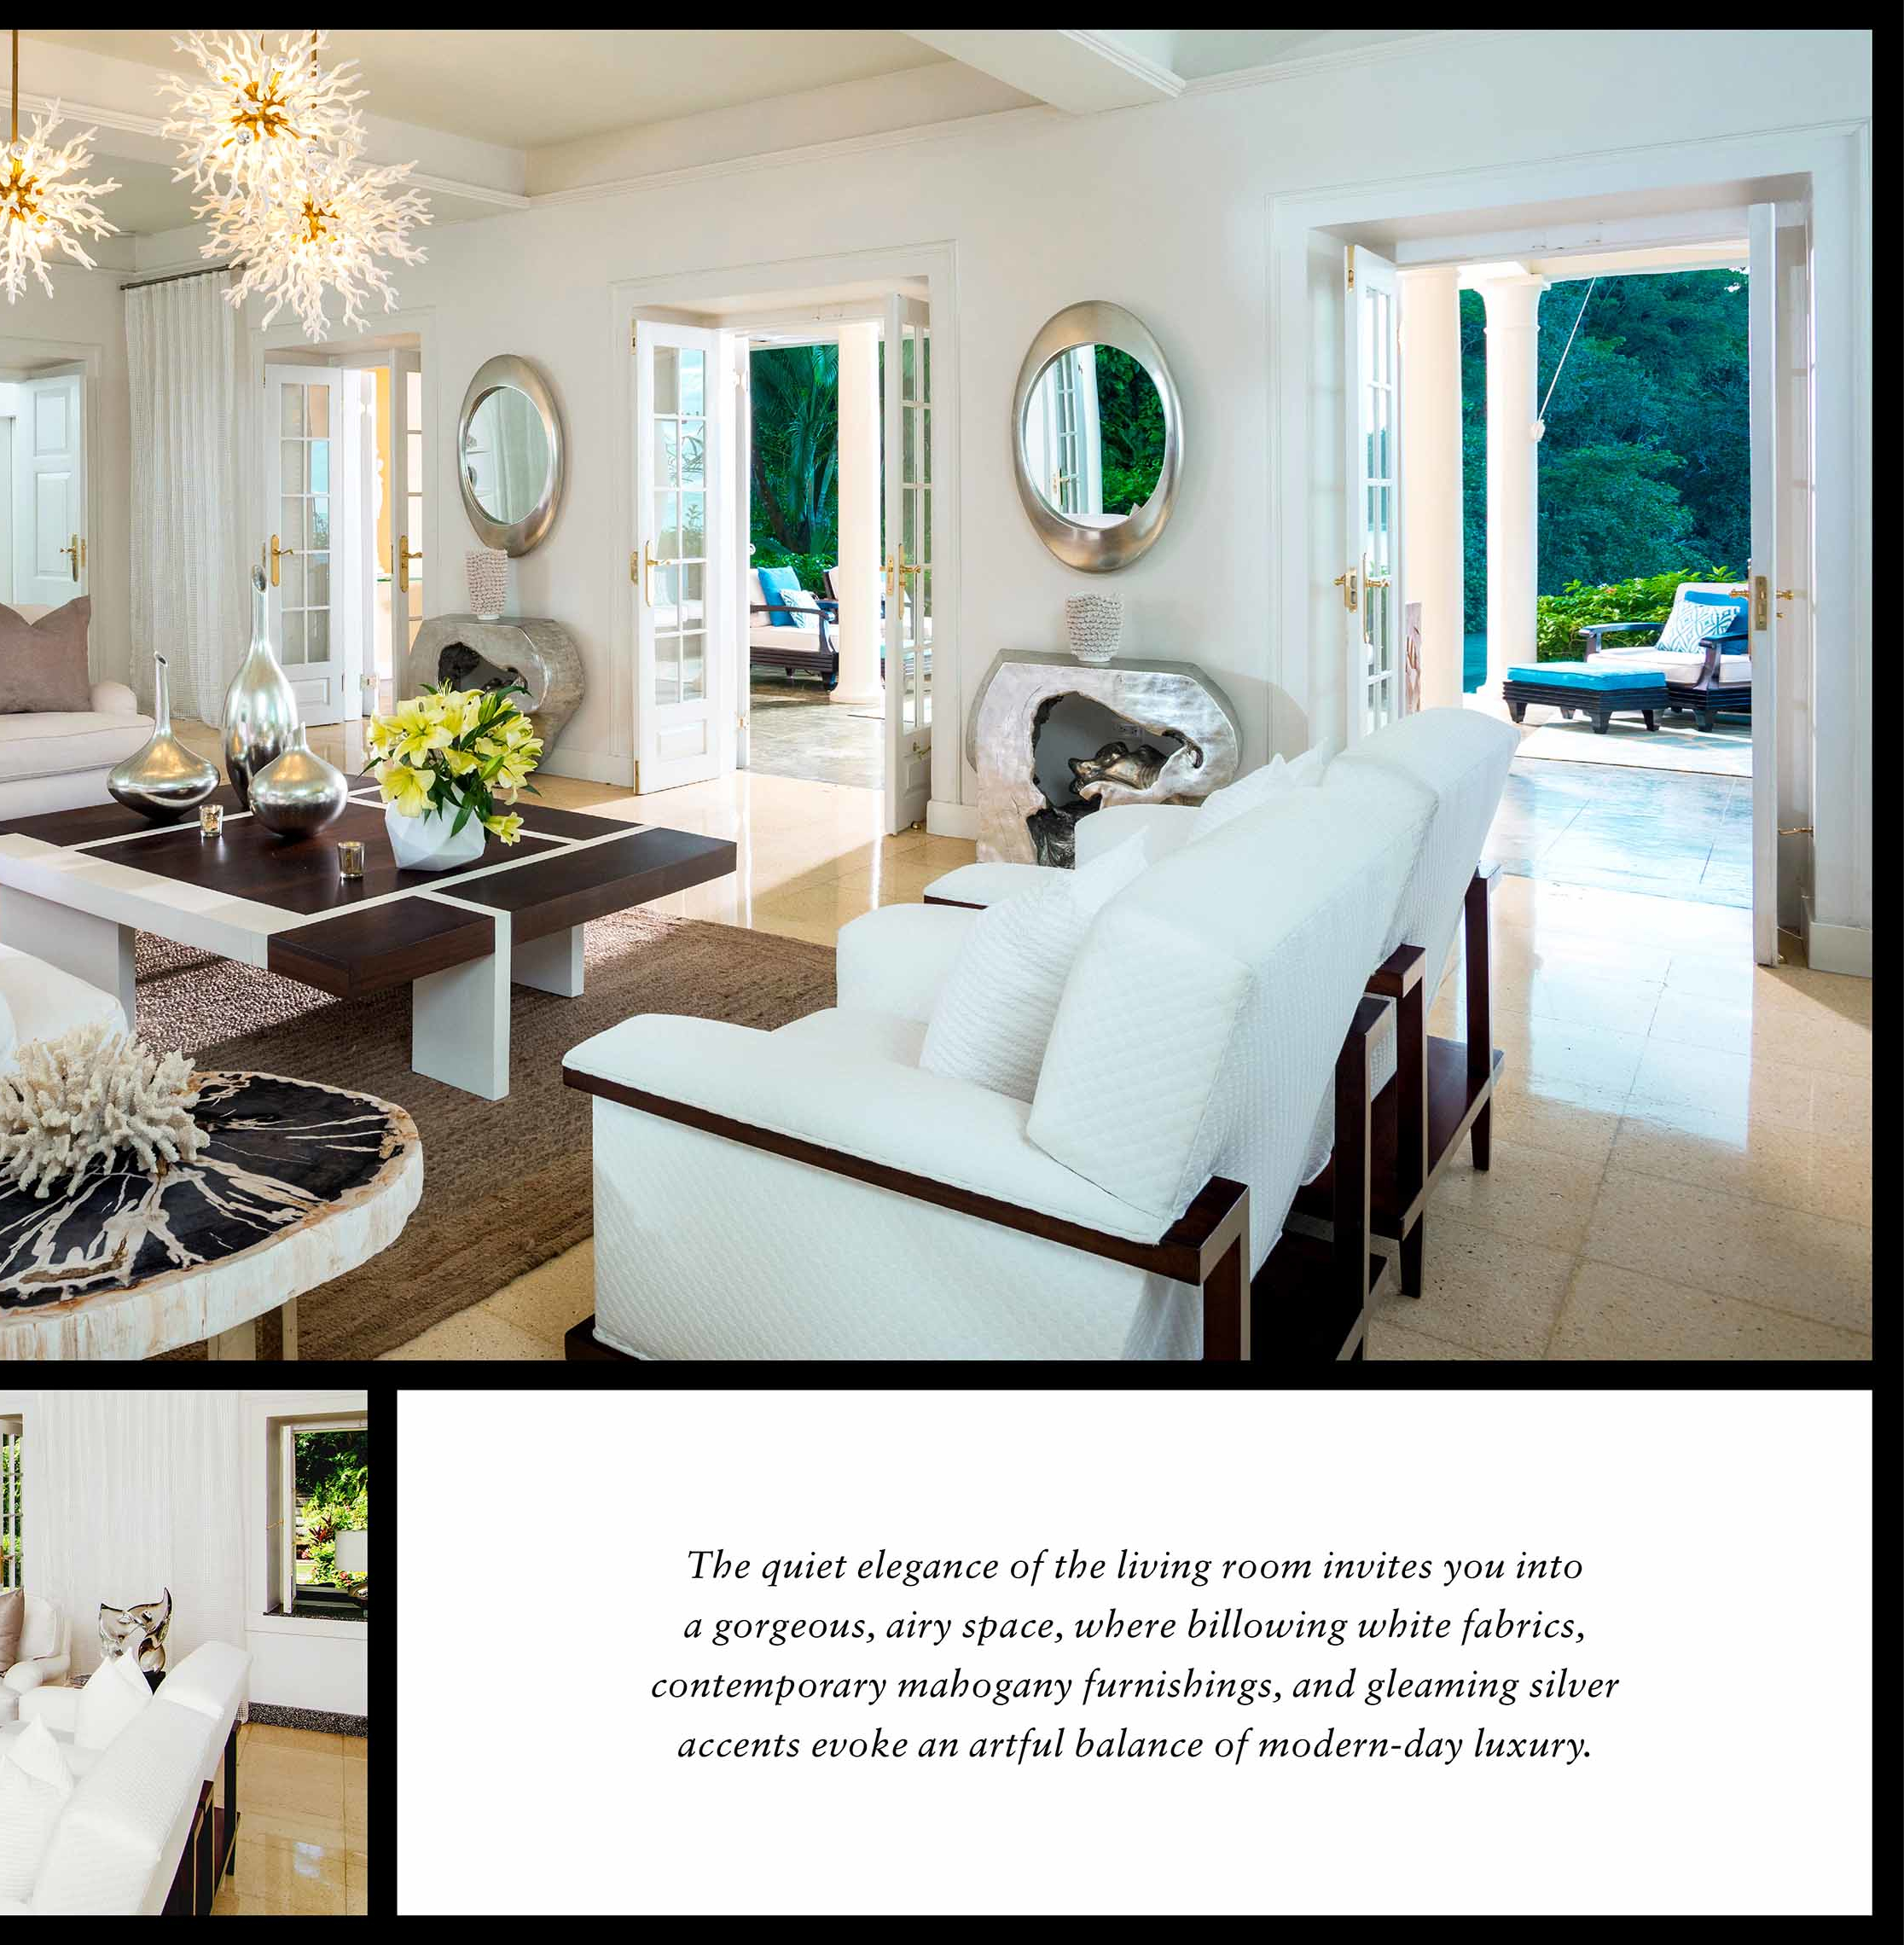 The quiet elegance of the living room invites you into
a gorgeous, airy space, where billowing white fabrics,
contemporary mahogany furnishings, and gleaming silver
accents evoke an artful balance of modern-day luxury.